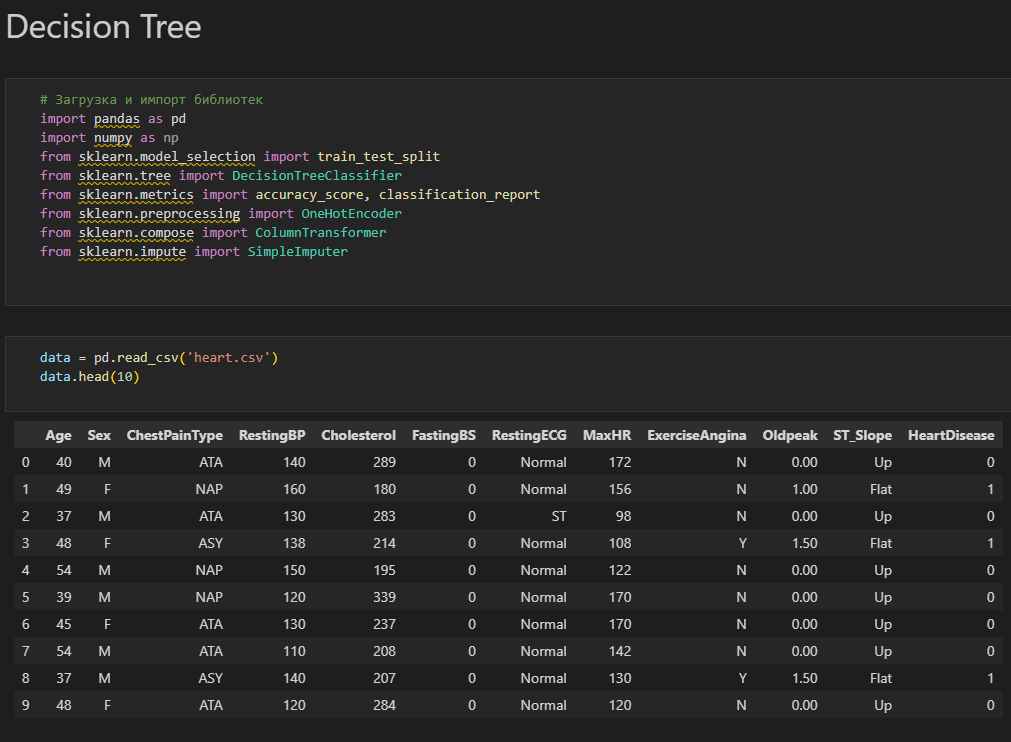 Decision Tree
# Загрузка и импорт библиотек
import pandas as pd
import numpy as np
from sklearn.model_selection import train_test_split
from sklearn.tree import DecisionTreeClassifier
from sklearn.metrics import accuracy_score, classification_report
from sklearn.preprocessing import OneHotEncoder
from sklearn.compose import ColumnTransformer
from sklearn.impute import SimpleImputer
data = pd.read_csv('heart.csv')
data.head(10)
Age Sex ChestPainType RestingBP Cholesterol FastingBS RestingECG MaxHR ExerciseAngina Oldpeak ST_Slope HeartDisease
0 40 M ATA 140 289 0 Normal 172 N 0.00 Up 0
1 49 F NAP 160 180 0 Normal 156 N 1.00 Flat 1
2 37 M ATA 130 283 0 ST 98 N 0.00 Up 0
3 48 F ASY 138 214 0 Normal 108 Y 1.50 Flat 1
4 54 M NAP 150 195 0 Normal 122 N 0.00 Up 0
5 39 M NAP 120 339 0 Normal 170 N 0.00 Up 0
6 45 F ATA 130 237 0 Normal 170 N 0.00 Up 0
7 54 M ATA 110 208 0 Normal 142 N 0.00 Up 0
8 37 M ASY 140 207 0 Normal 130 Y 1.50 Flat 1
9 48 F ATA 120 284 0 Normal 120 N 0.00 Up 0